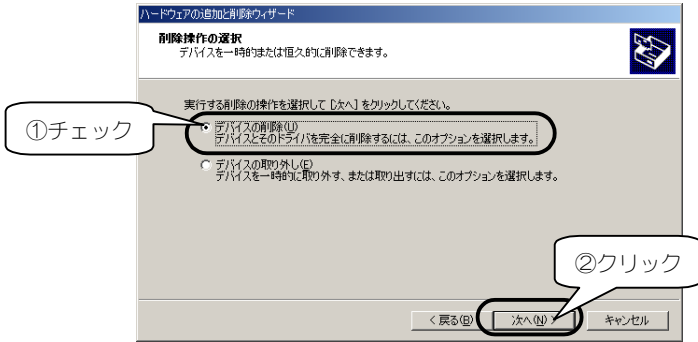 ハードウェアの追加と削除ウィザード
削除操作の選択
デバイスを一時的または恒久的に削除できます。
実行する削除の操作を選択して [次へ] をクリックしてください。
①チェック
デバイスの削除(U)
デバイスとそのドライバを完全に削除するには、このオプションを選択します。
デバイスの取り外し(E)
デバイスを一時的に取り外す、または取り出すには、このオプションを選択します。
②クリック
< 戻る(B)
次へ(N) >
キャンセル